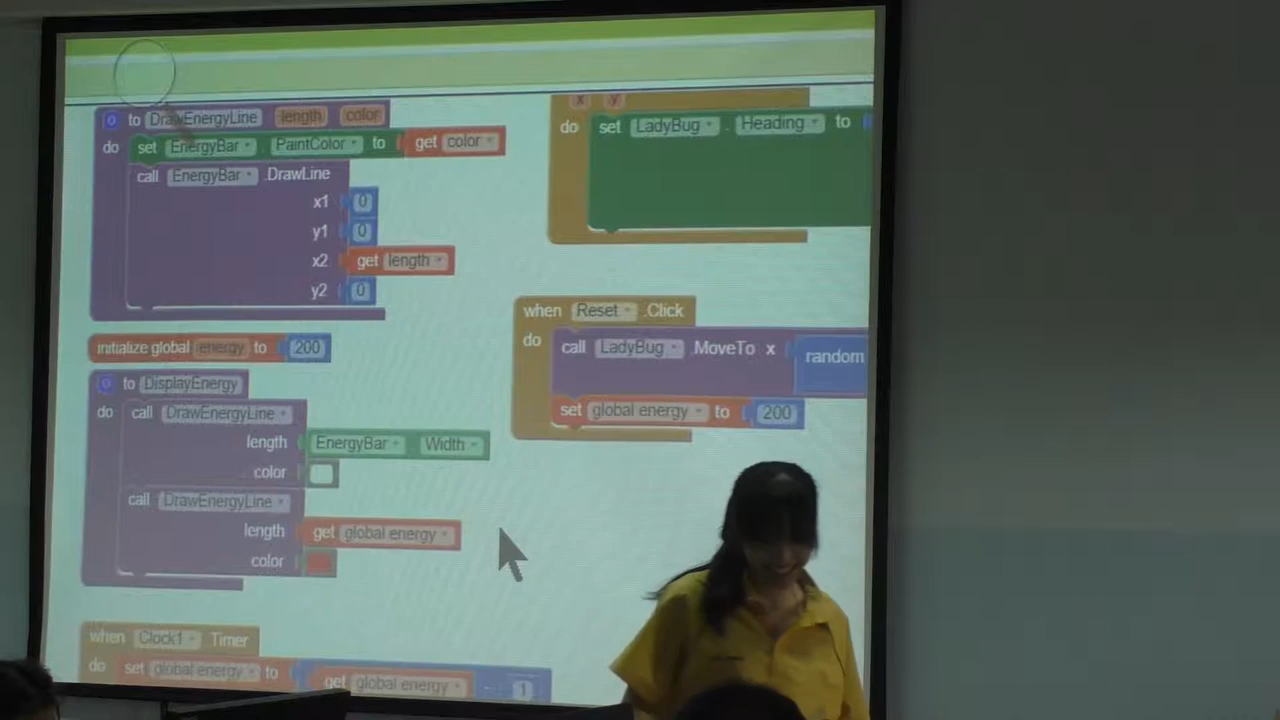 to DrawEnergyLine length color
do set EnergyBar . PaintColor to get color
call EnergyBar .DrawLine
x1 0
y1 0
x2 get length
y2 0
initialize global energy to 200
to DisplayEnergy
do call DrawEnergyLine
length EnergyBar . Width
color
call DrawEnergyLine
length get global energy
color
when Clock1 .Timer
do set global energy to get global energy - 1
x y
do set LadyBug . Heading to
when Reset .Click
do call LadyBug .MoveTo x random
set global energy to 200